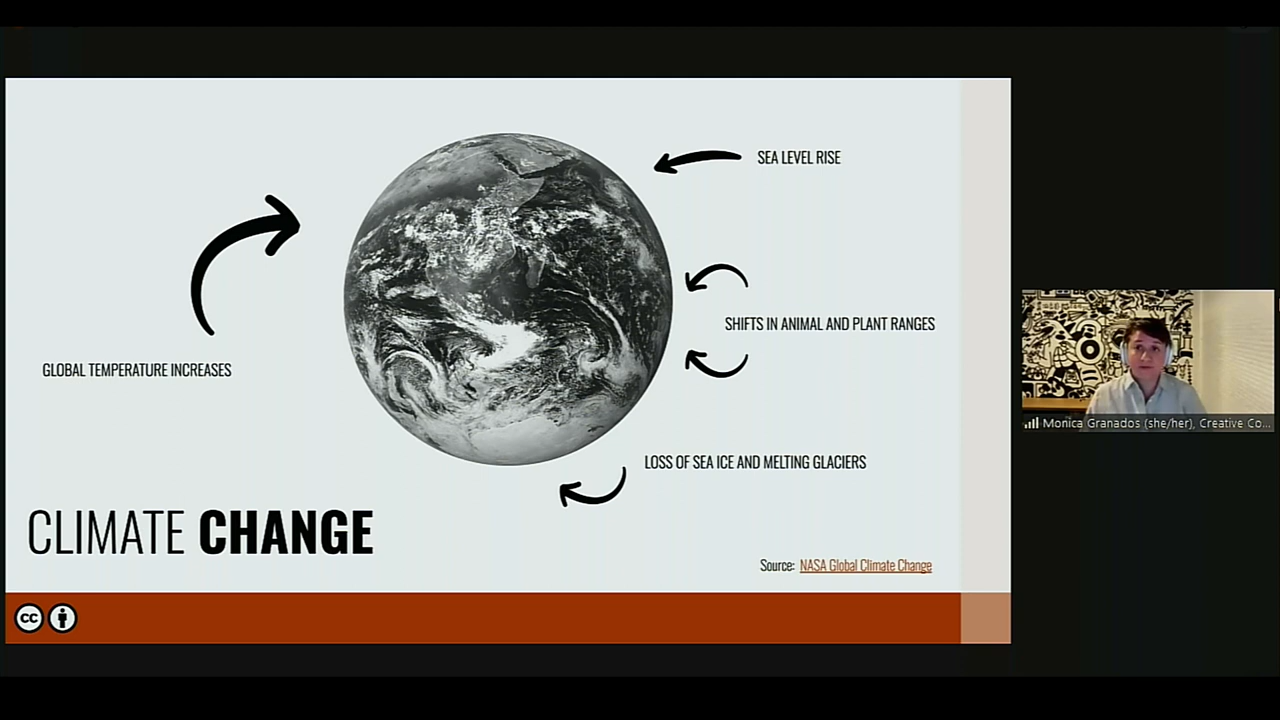 SEA LEVEL RISE
SHIFTS IN ANIMAL AND PLANT RANGES
GLOBAL TEMPERATURE INCREASES
LOSS OF SEA ICE AND MELTING GLACIERS
CLIMATE CHANGE
Source: NASA Global Climate Change
cc
Monica Granados (she/her), Creative Co...